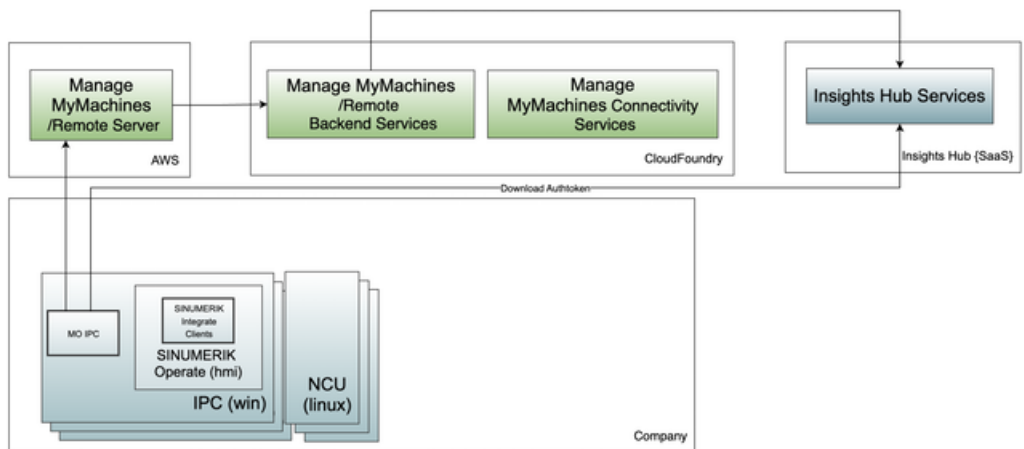 Manage
MyMachines
/Remote Server
AWS
Manage MyMachines
/Remote
Backend Services
Manage
MyMachines Connectivity
Services
CloudFoundry
Insights Hub Services
Insights Hub {SaaS}
Download Authtoken
MO IPC
SINUMERIK
Integrate
Clients
SINUMERIK
Operate (hmi)
IPC (win)
NCU
(linux)
Company